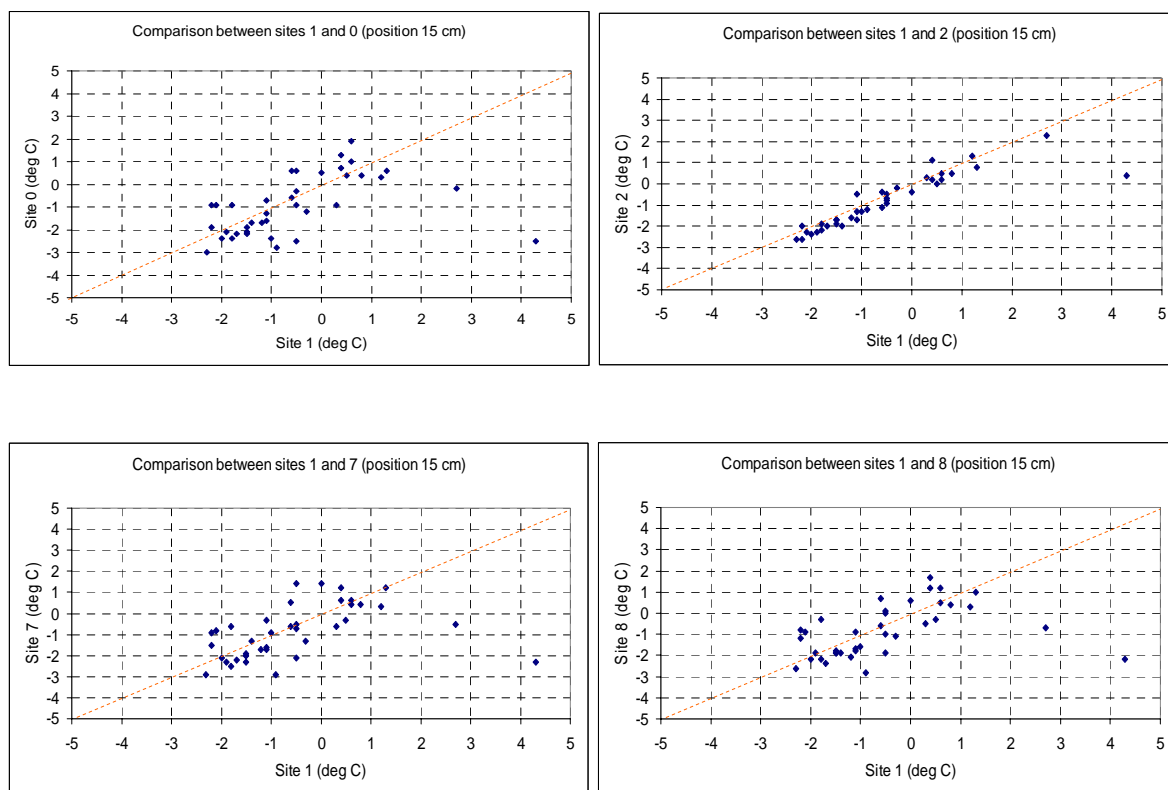 Comparison between sites 1 and 0 (position 15 cm)
5
4
3
2
1
0
-1
-2
-3
-4
-5
Site 0 (deg C)
-5 -4 -3 -2 -1 0 1 2 3 4 5
Site 1 (deg C)
Comparison between sites 1 and 2 (position 15 cm)
5
4
3
2
1
0
-1
-2
-3
-4
-5
Site 2 (deg C)
-5 -4 -3 -2 -1 0 1 2 3 4 5
Site 1 (deg C)
Comparison between sites 1 and 7 (position 15 cm)
5
4
3
2
1
0
-1
-2
-3
-4
-5
Site 7 (deg C)
-5 -4 -3 -2 -1 0 1 2 3 4 5
Site 1 (deg C)
Comparison between sites 1 and 8 (position 15 cm)
5
4
3
2
1
0
-1
-2
-3
-4
-5
Site 8 (deg C)
-5 -4 -3 -2 -1 0 1 2 3 4 5
Site 1 (deg C)